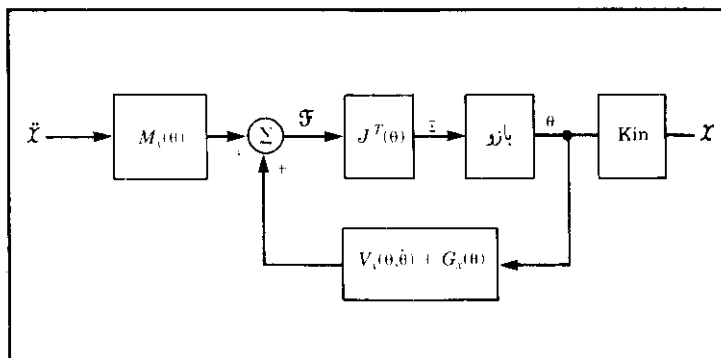 Ẍ Mₓ(θ) Σ 𝓕 Jᵀ(θ) τ بازو θ Kin 𝒳
+ +
Vₓ(θ,θ̇) + Gₓ(θ)